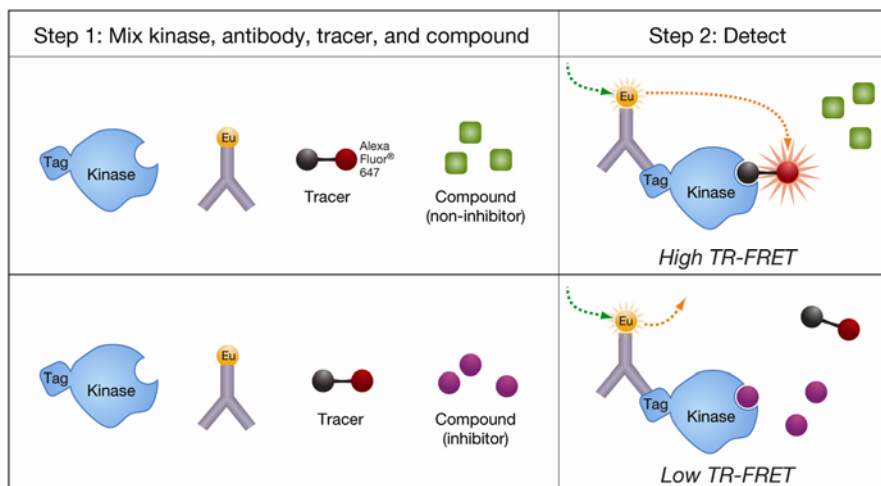 Step 1: Mix kinase, antibody, tracer, and compound
Step 2: Detect
Tag
Kinase
Eu
Alexa
Fluor®
647
Tracer
Compound
(non-inhibitor)
Eu
Tag
Kinase
High TR-FRET
Tag
Kinase
Eu
Tracer
Compound
(inhibitor)
Eu
Tag
Kinase
Low TR-FRET